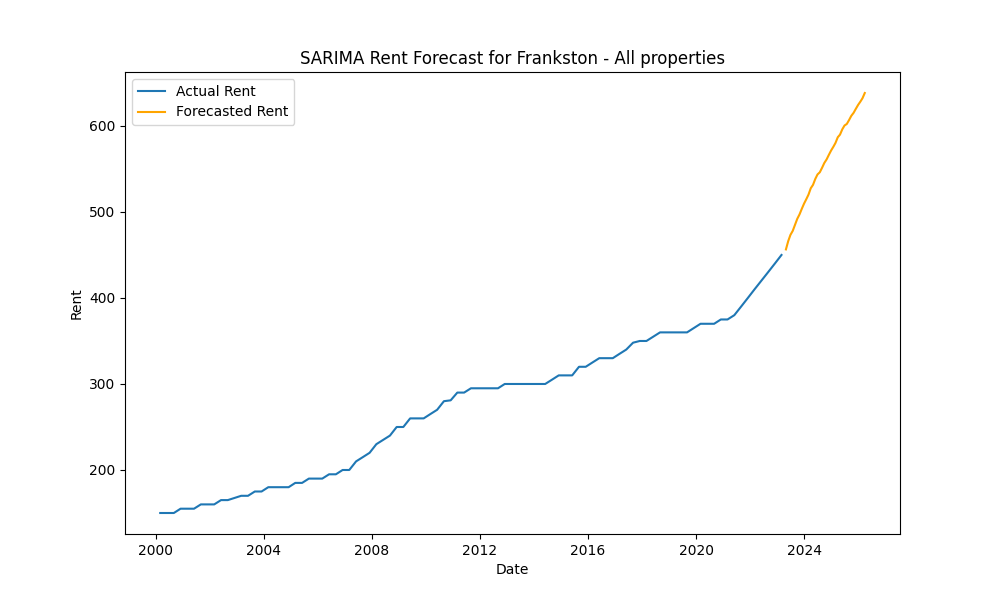 SARIMA Rent Forecast for Frankston - All properties
Actual Rent
Forecasted Rent
600
500
400
300
200
Rent
2000 2004 2008 2012 2016 2020 2024
Date